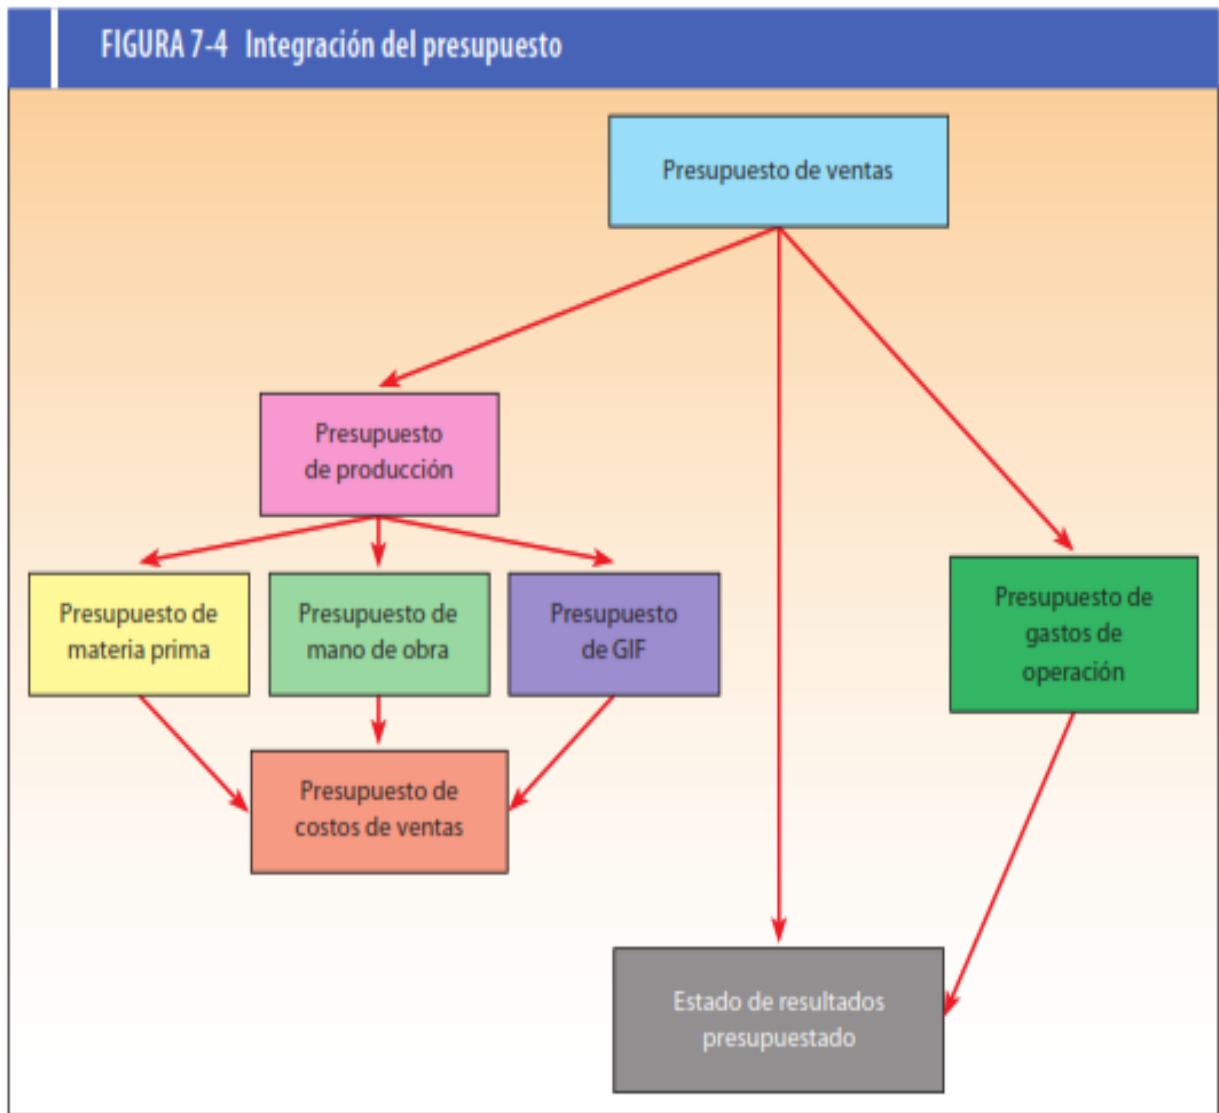 FIGURA 7-4 Integración del presupuesto
Presupuesto de ventas
Presupuesto
de producción
Presupuesto de
materia prima
Presupuesto de
mano de obra
Presupuesto
de GIF
Presupuesto de
gastos de
operación
Presupuesto de
costos de ventas
Estado de resultados
presupuestado